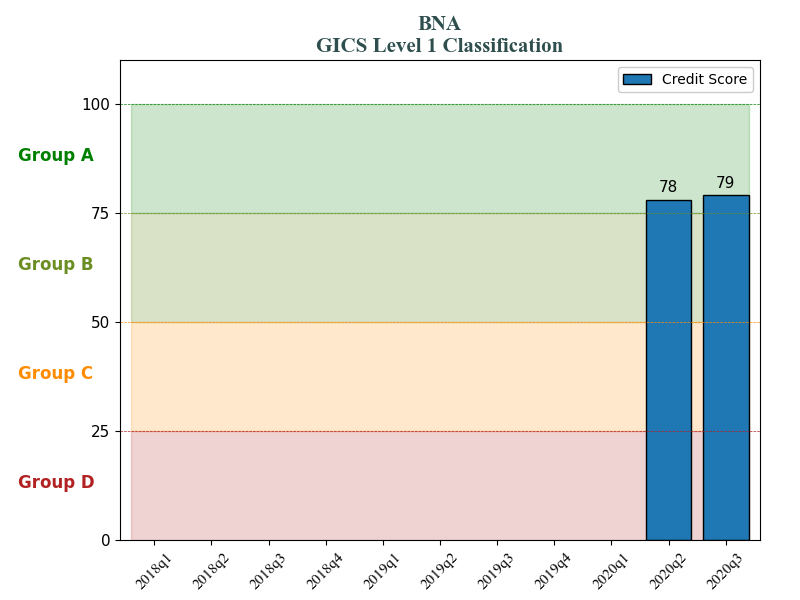 BNA
GICS Level 1 Classification
Credit Score
100
Group A
79
78
75
Group B
50
Group C
25
Group D
0
2018q1
2018q2
2018q3
2018q4
2019q1
2019q2
2019q3
2019q4
2020q1
2020q2
2020q3